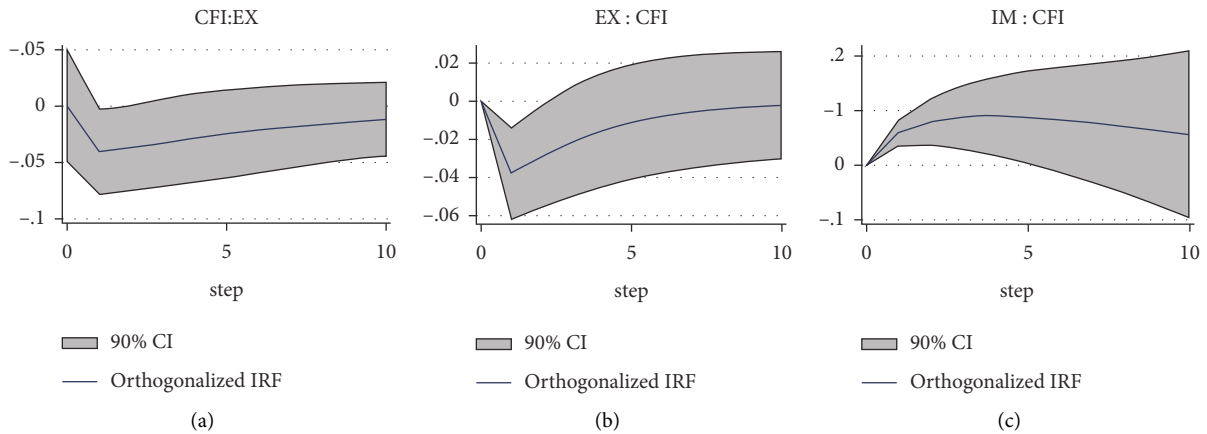 CFI:EX
−.05
0
−.05
−.1
0
5
10
step
90% CI
Orthogonalized IRF
(a)
EX : CFI
.02
0
−.02
−.04
−.06
0
5
10
step
90% CI
Orthogonalized IRF
(b)
IM : CFI
.2
−1
0
−.1
0
5
10
step
90% CI
Orthogonalized IRF
(c)